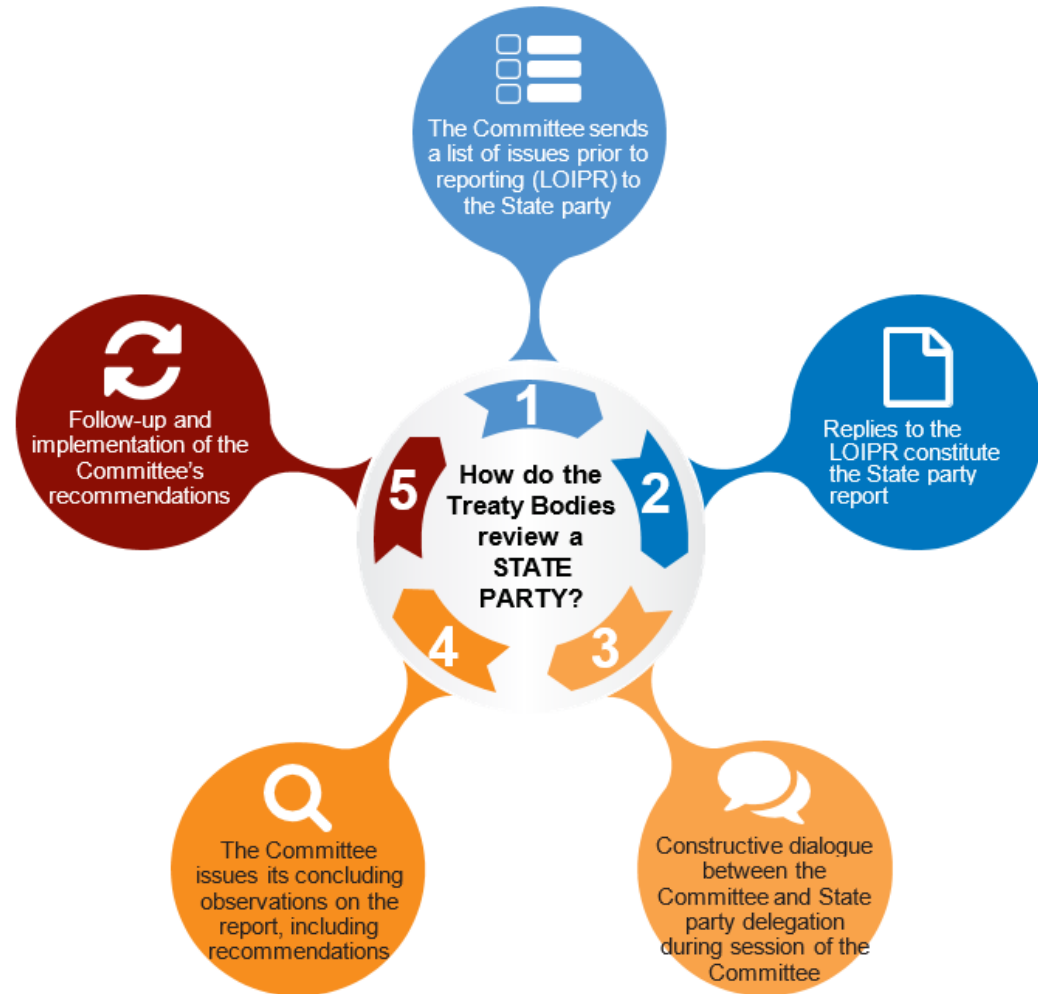 The Committee sends
a list of issues prior to
reporting (LOIPR) to
the State party
1
How do the
Treaty Bodies
review a
STATE
PARTY?
2
Replies to the
LOIPR constitute
the State party
report
3
Constructive dialogue
between the
Committee and State
party delegation
during session of the
Committee
4
The Committee
issues its concluding
observations on the
report, including
recommendations
5
Follow-up and
implementation of the
Committee's
recommendations